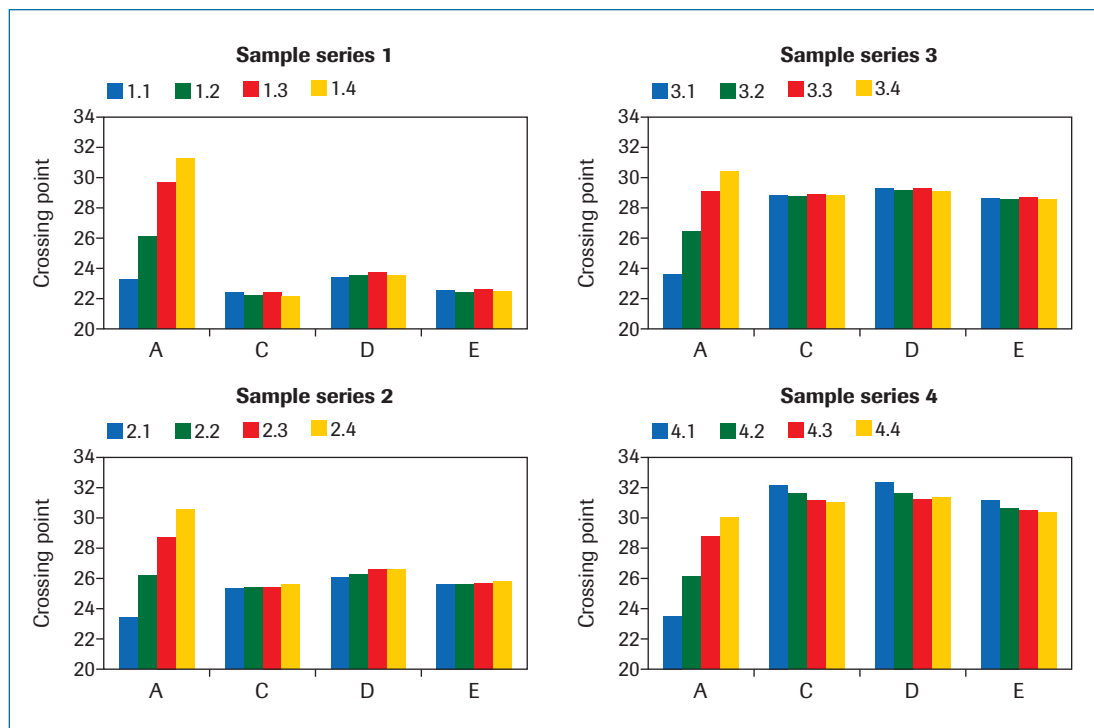 Sample series 1
1.1 1.2 1.3 1.4
Crossing point
34
32
30
28
26
24
22
20
A C D E
Sample series 3
3.1 3.2 3.3 3.4
Crossing point
34
32
30
28
26
24
22
20
A C D E
Sample series 2
2.1 2.2 2.3 2.4
Crossing point
34
32
30
28
26
24
22
20
A C D E
Sample series 4
4.1 4.2 4.3 4.4
Crossing point
34
32
30
28
26
24
22
20
A C D E